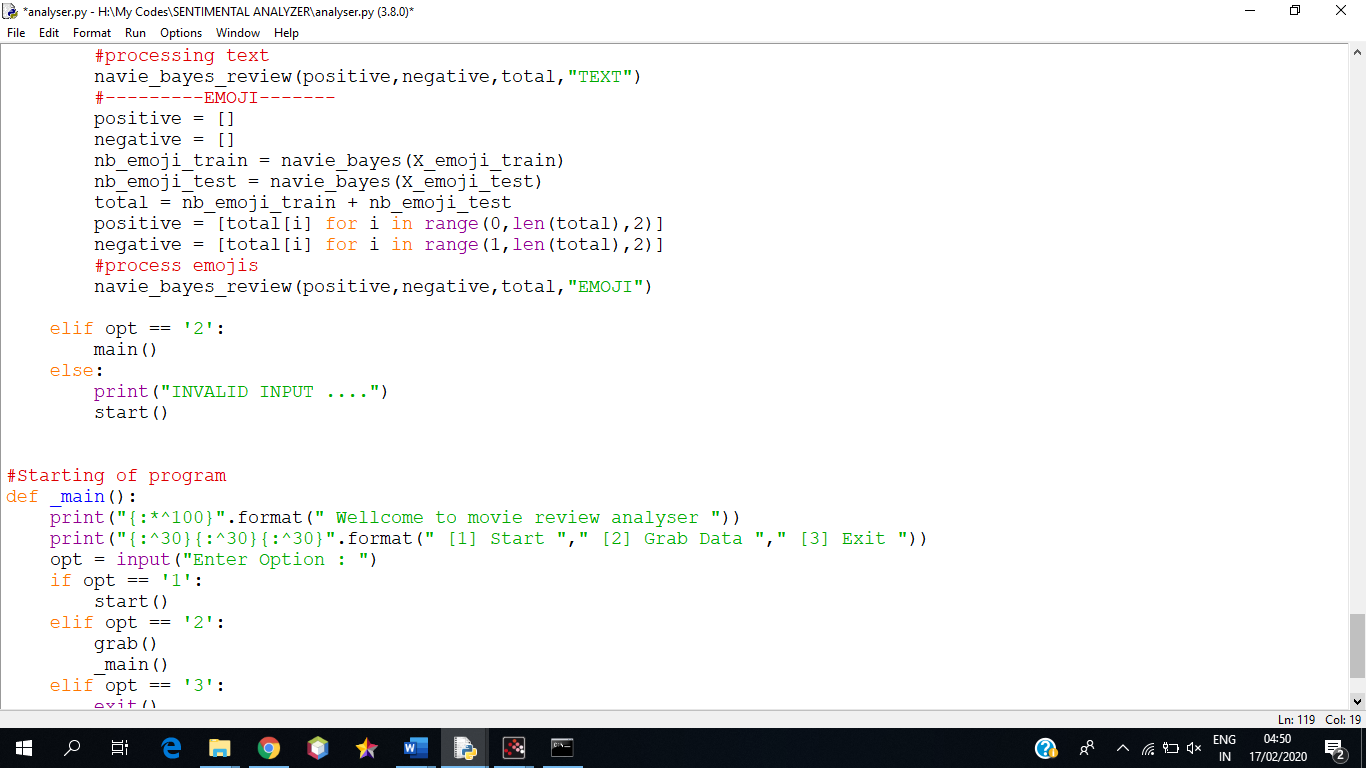 *analyser.py - H:\My Codes\SENTIMENTAL ANALYZER\analyser.py (3.8.0)*
File Edit Format Run Options Window Help
        #processing text
        navie_bayes_review(positive,negative,total,"TEXT")
        #---------EMOJI-------
        positive = []
        negative = []
        nb_emoji_train = navie_bayes(X_emoji_train)
        nb_emoji_test = navie_bayes(X_emoji_test)
        total = nb_emoji_train + nb_emoji_test
        positive = [total[i] for i in range(0,len(total),2)]
        negative = [total[i] for i in range(1,len(total),2)]
        #process emojis
        navie_bayes_review(positive,negative,total,"EMOJI")

    elif opt == '2':
        main()
    else:
        print("INVALID INPUT ....")
        start()


#Starting of program
def _main():
    print("{:*^100}".format(" Wellcome to movie review analyser "))
    print("{:^30}{:^30}{:^30}".format(" [1] Start "," [2] Grab Data "," [3] Exit "))
    opt = input("Enter Option : ")
    if opt == '1':
        start()
    elif opt == '2':
        grab()
        _main()
    elif opt == '3':
        exit()
Ln: 119 Col: 19
ENG
IN
04:50
17/02/2020
2